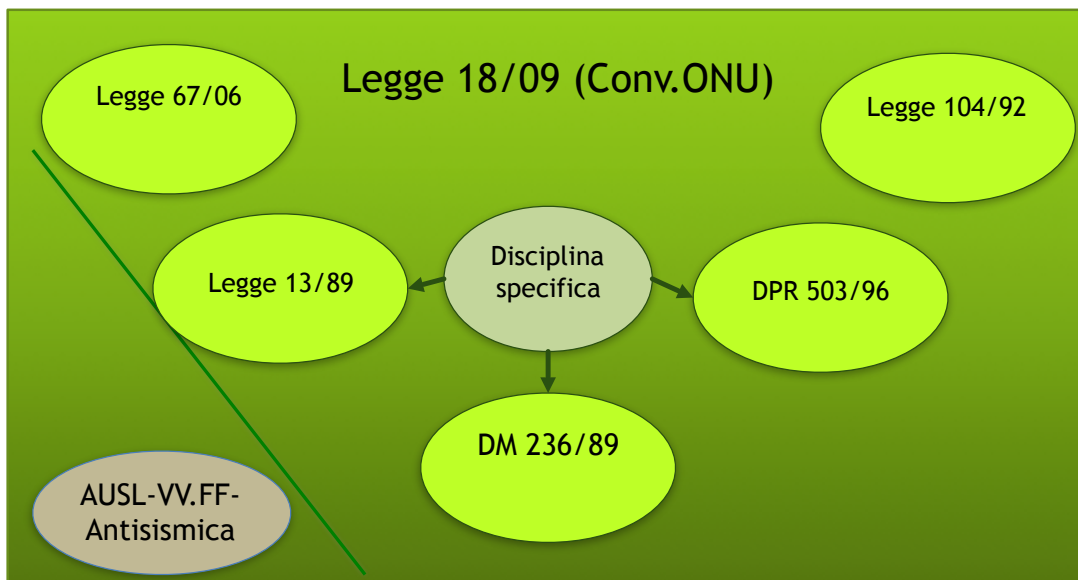 Legge 18/09 (Conv.ONU)
Legge 67/06
Legge 104/92
Disciplina
specifica
Legge 13/89
DPR 503/96
DM 236/89
AUSL-VV.FF-
Antisismica